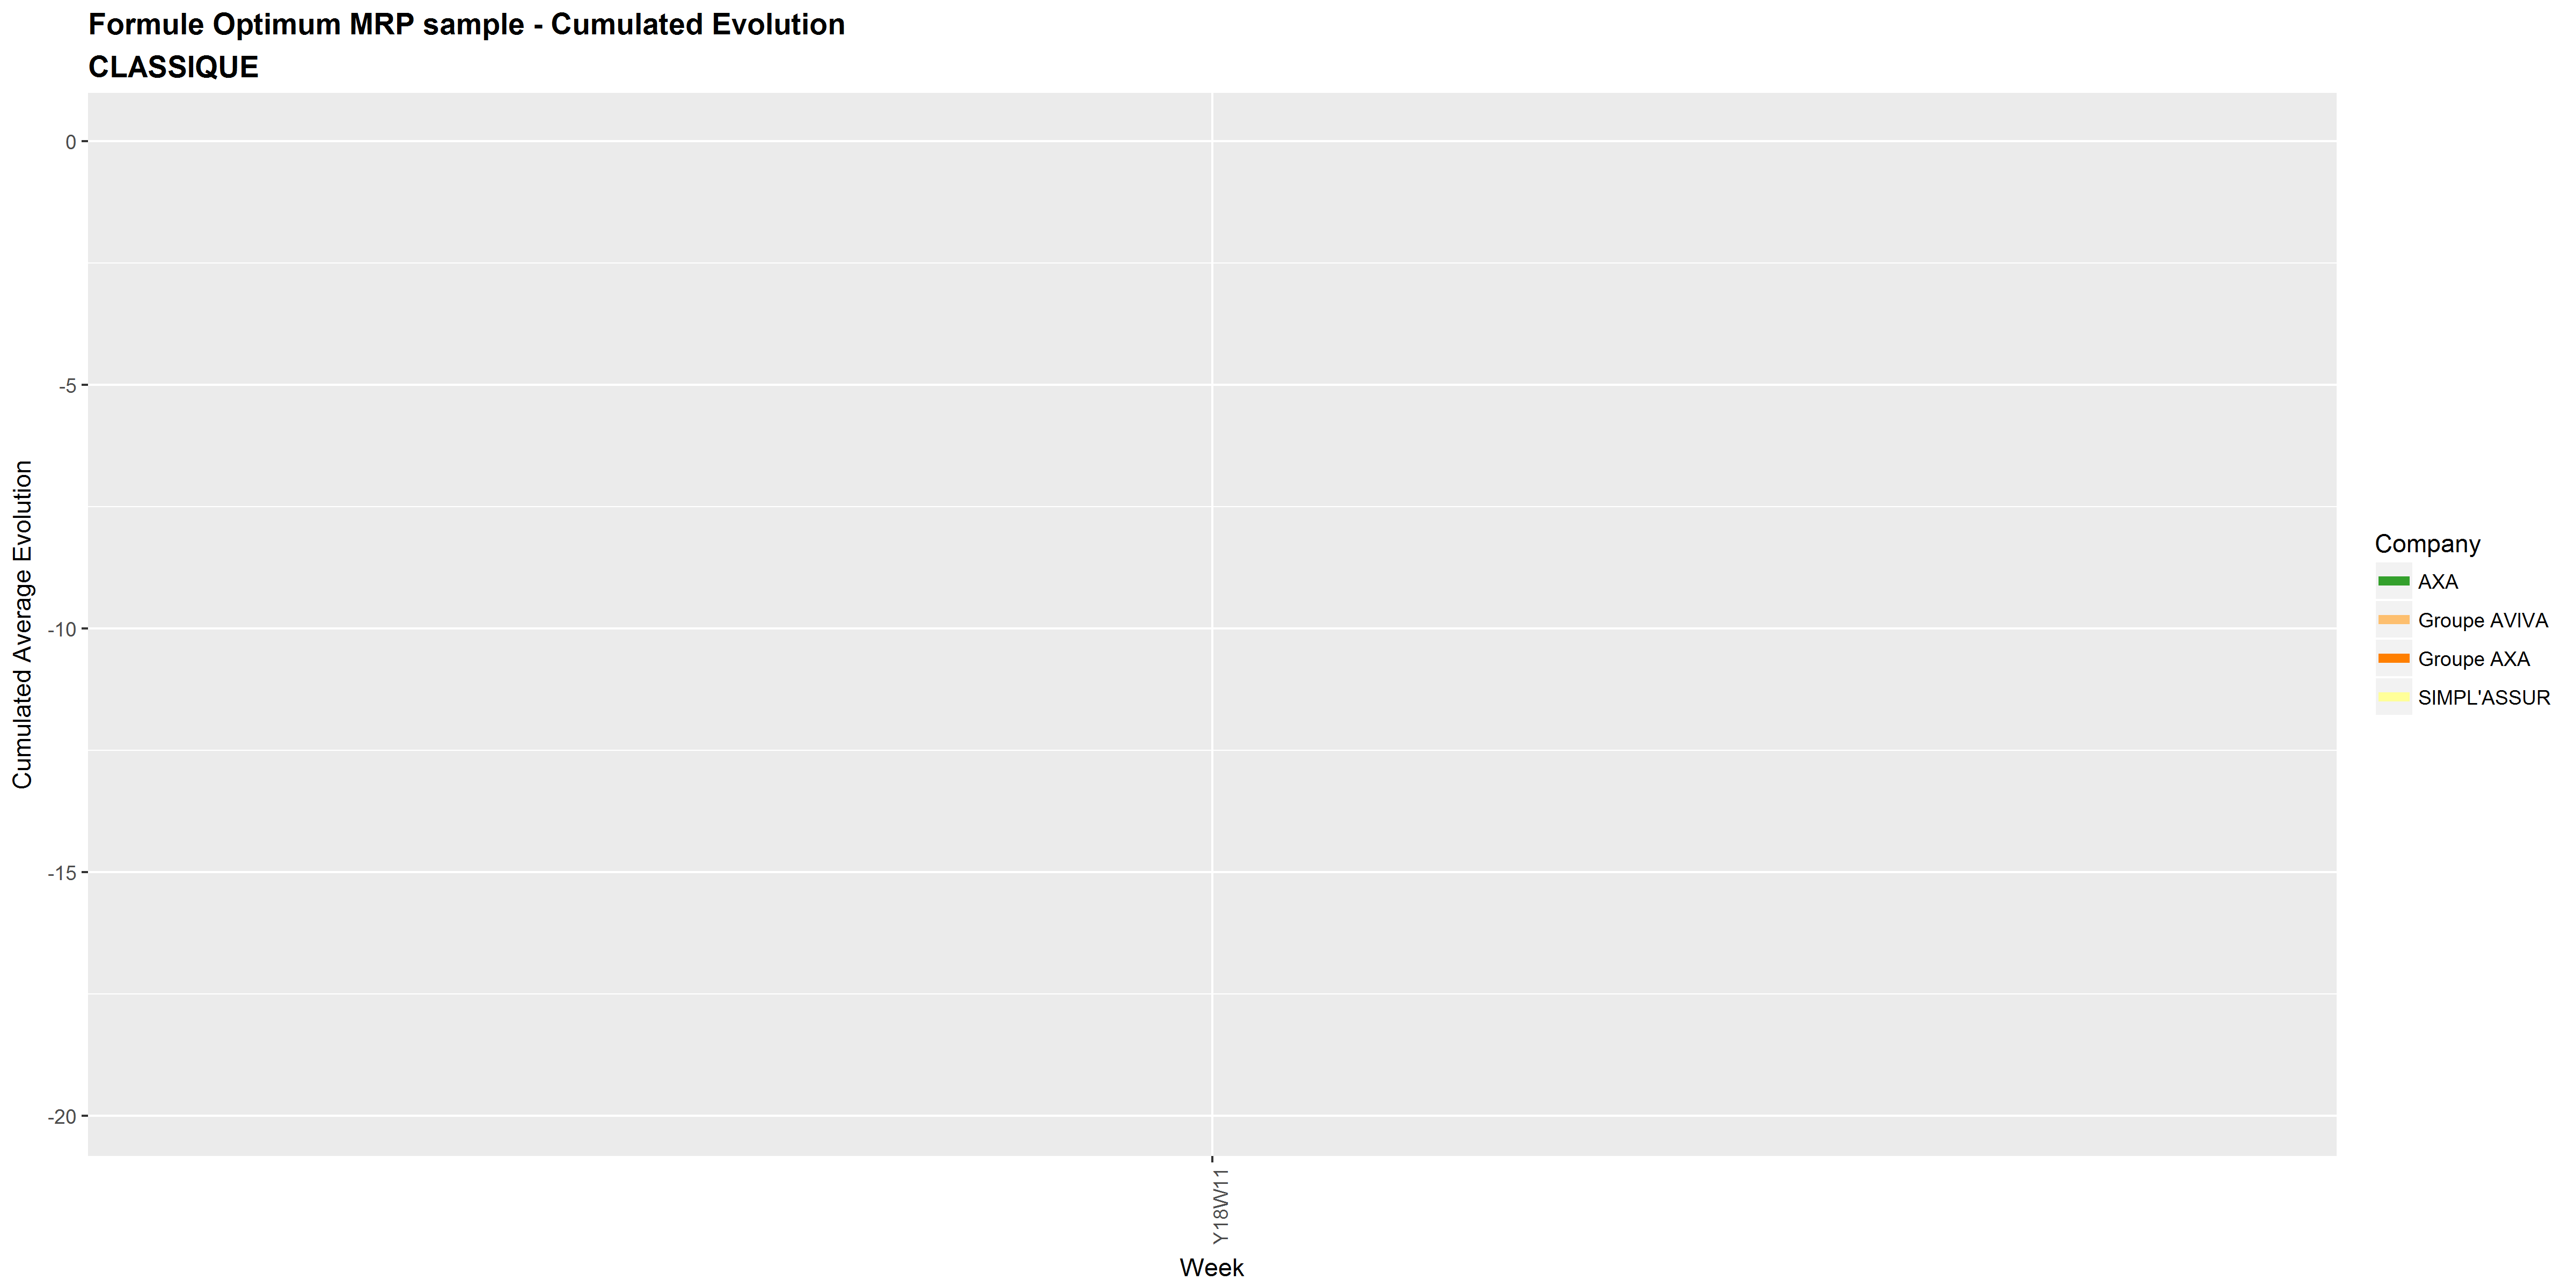 Formule Optimum MRP sample - Cumulated Evolution
CLASSIQUE
Cumulated Average Evolution
0
-5
-10
-15
-20
Y18W11
Week
Company
AXA
Groupe AVIVA
Groupe AXA
SIMPL'ASSUR